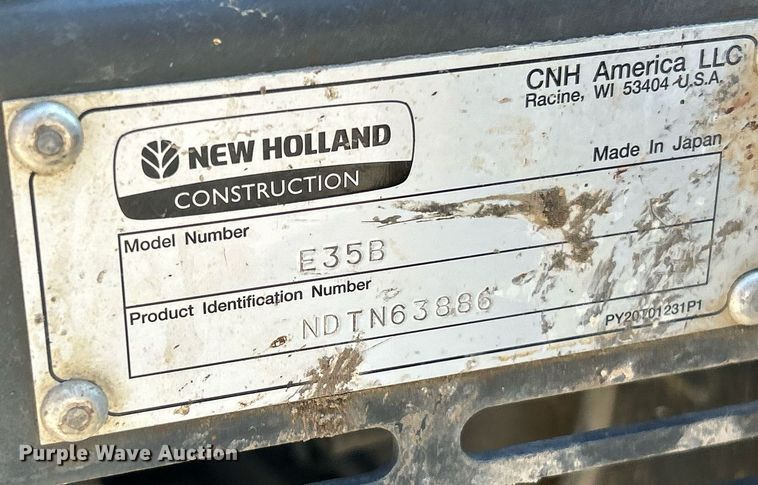 CNH America LLC
Racine, WI 53404 U.S.A.
NEW HOLLAND
CONSTRUCTION
Made In Japan
Model Number
E35B
Product Identification Number
NDTN63886
PY20T01231P1
Purple Wave Auction